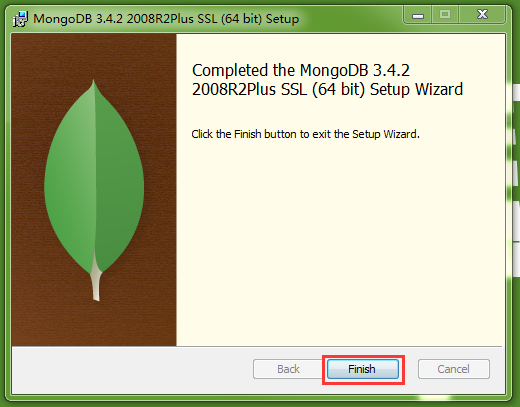 MongoDB 3.4.2 2008R2Plus SSL (64 bit) Setup
Completed the MongoDB 3.4.2
2008R2Plus SSL (64 bit) Setup Wizard
Click the Finish button to exit the Setup Wizard.
Back Finish Cancel